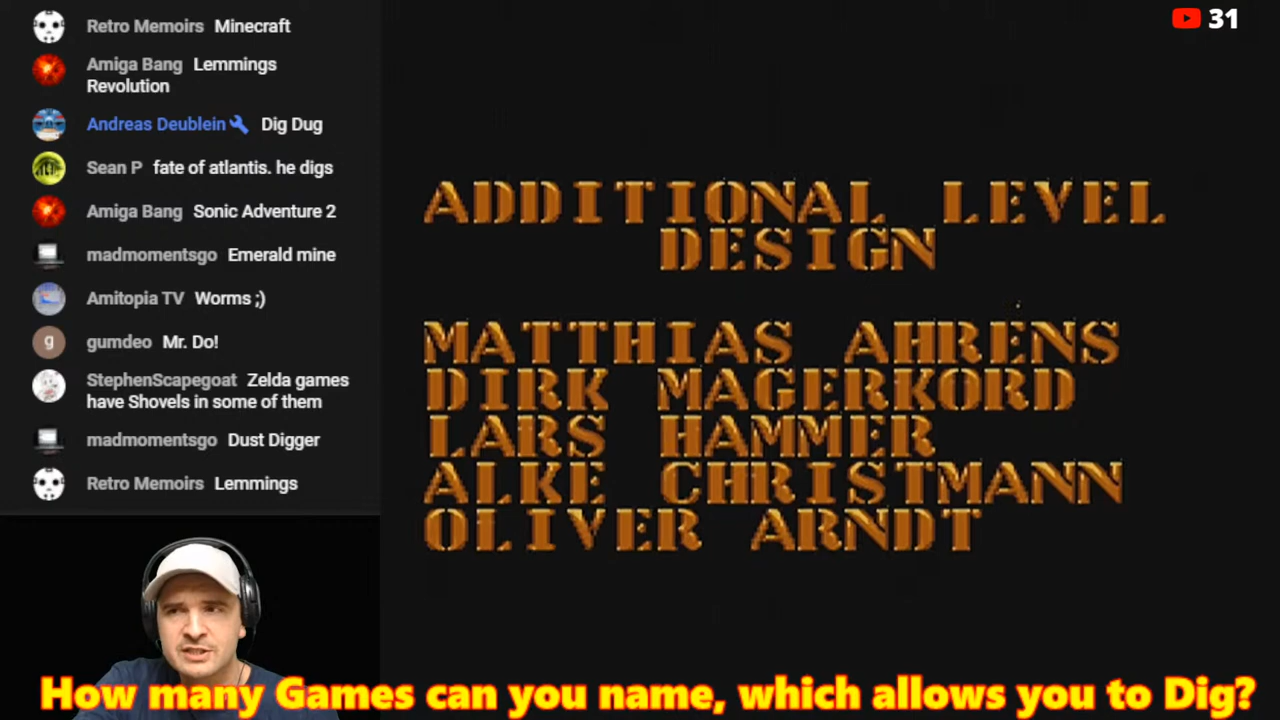 Retro Memoirs Minecraft
Amiga Bang Lemmings
Revolution
Andreas Deublein Dig Dug
Sean P fate of atlantis. he digs
Amiga Bang Sonic Adventure 2
madmomentsgo Emerald mine
Amitopia TV Worms ;)
g gumdeo Mr. Do!
StephenScapegoat Zelda games
have Shovels in some of them
madmomentsgo Dust Digger
Retro Memoirs Lemmings
31
ADDITIONAL LEVEL
DESIGN
MATTHIAS AHRENS
DIRK MAGERKORD
LARS HAMMER
ALKE CHRISTMANN
OLIVER ARNDT
How many Games can you name, which allows you to Dig?